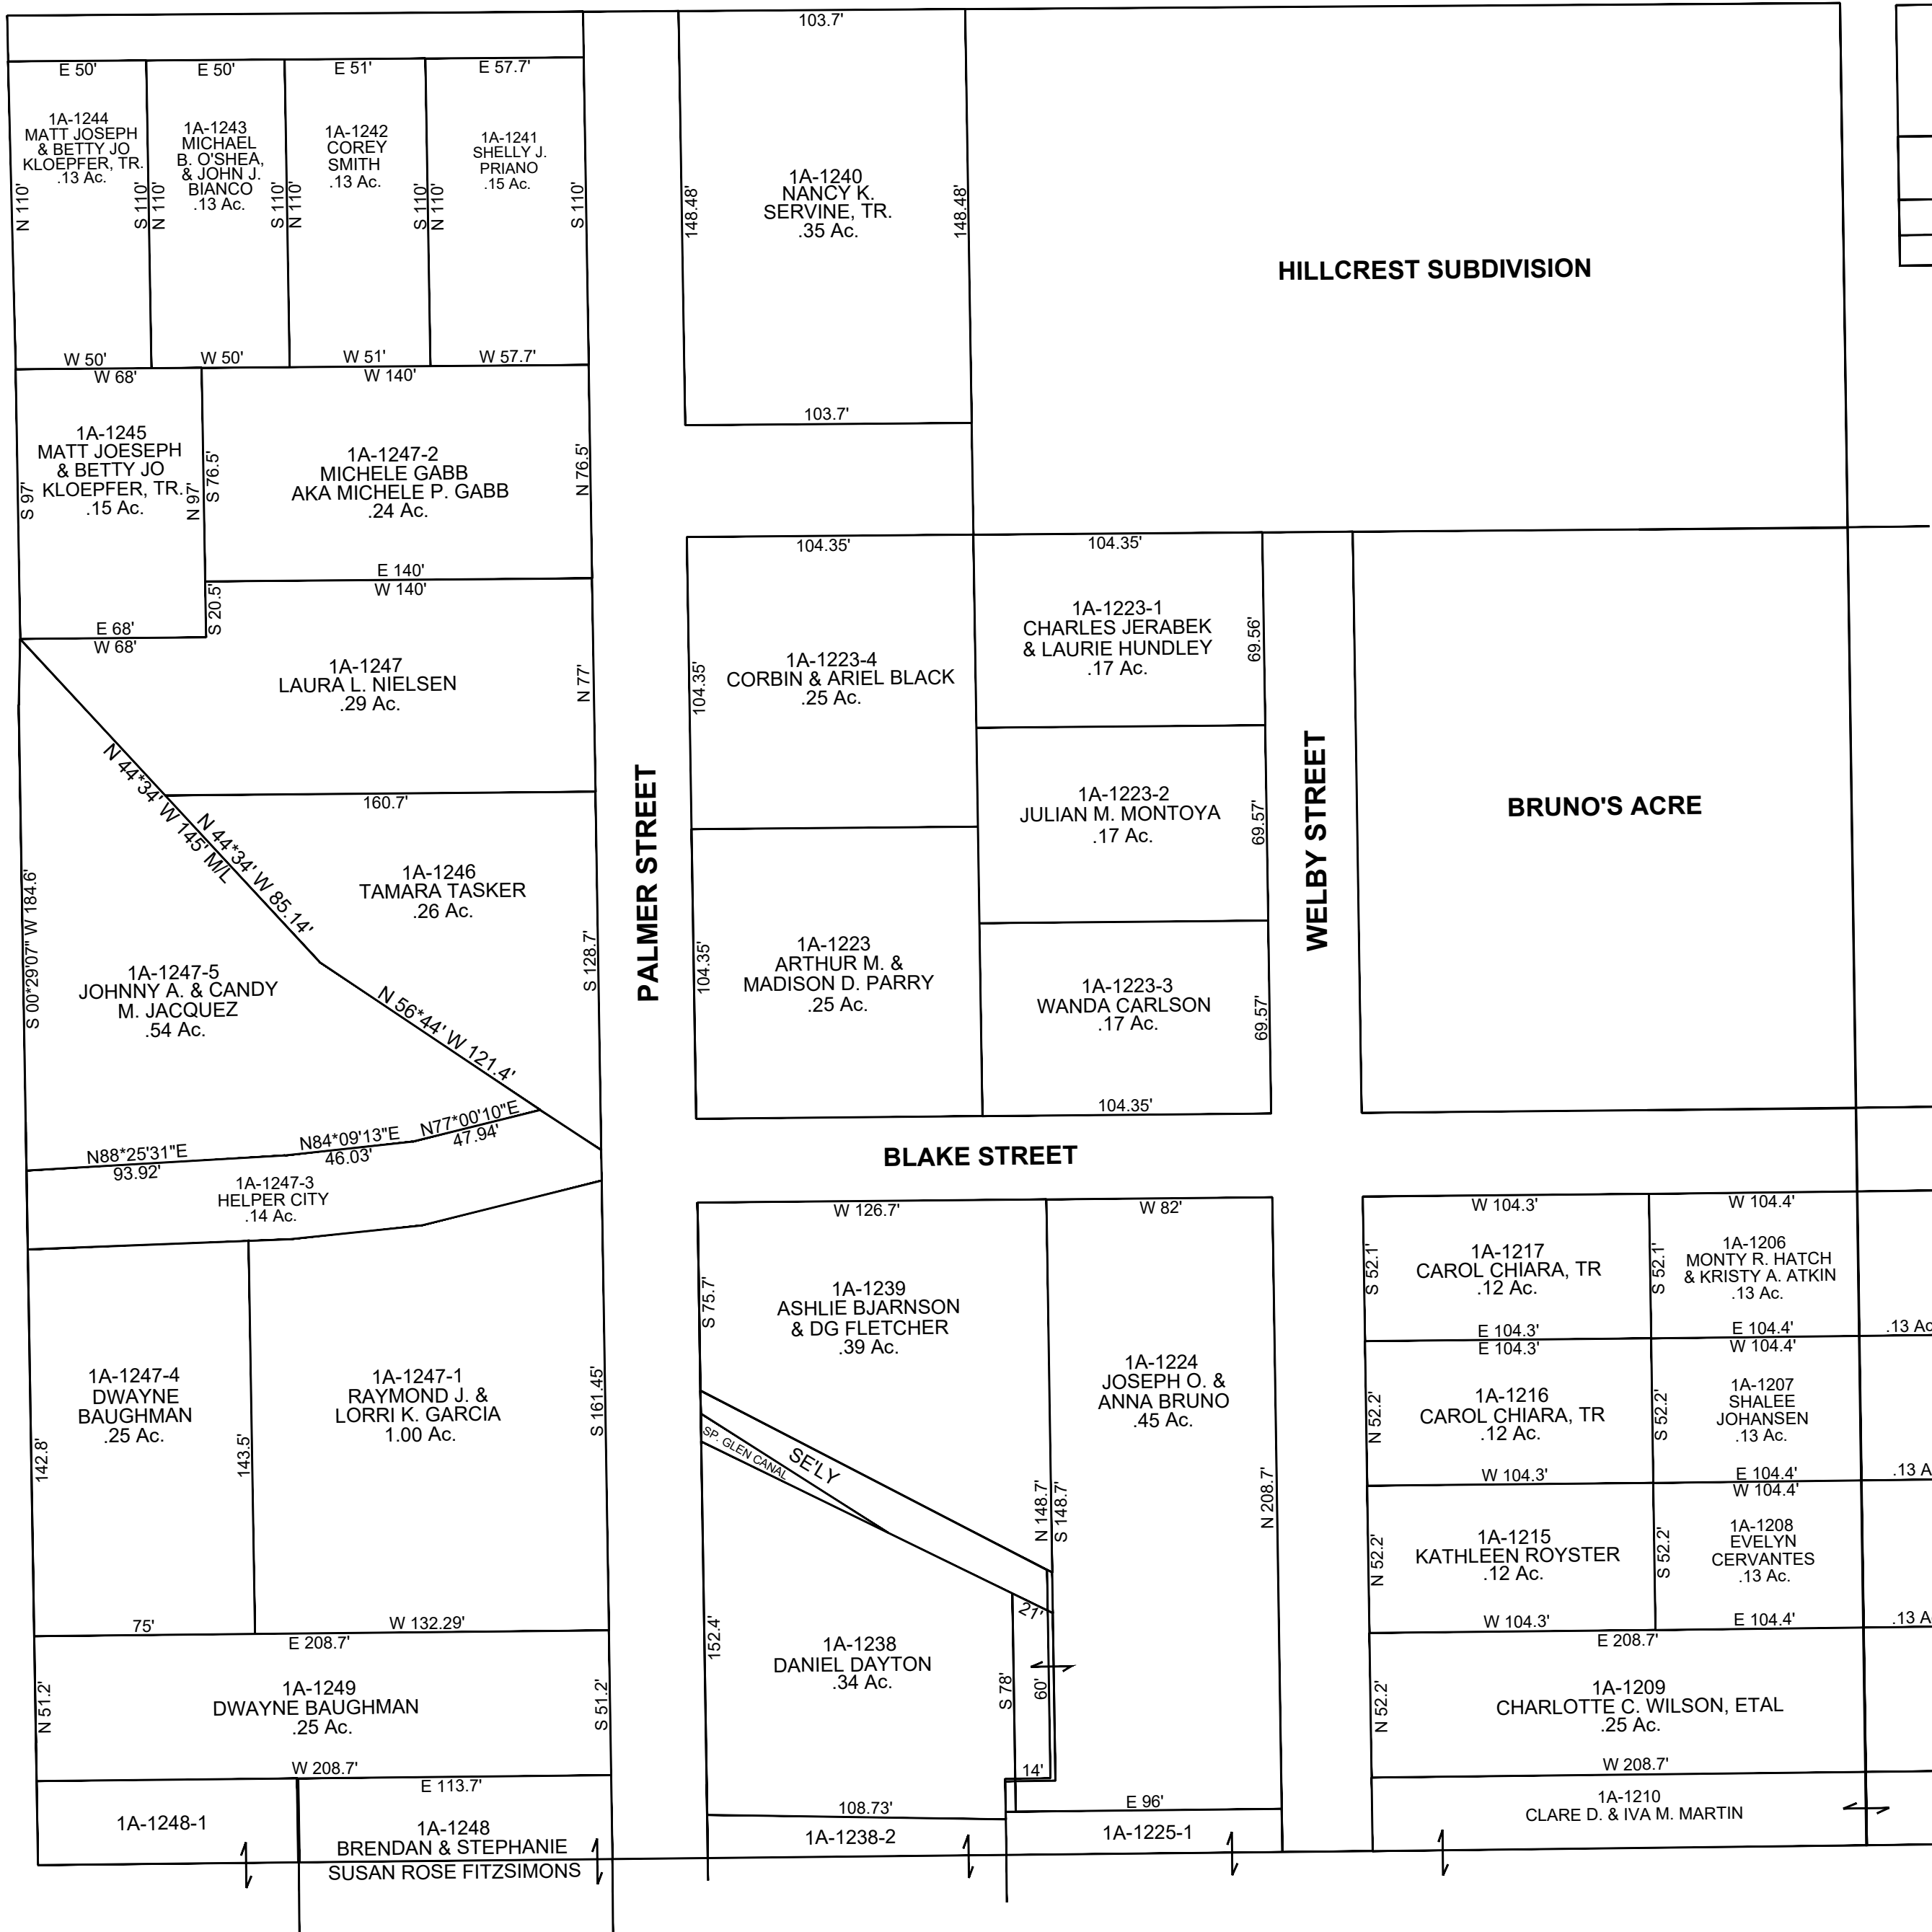 E 50'
E 50'
E 51'
E 57.7'
1A-1244
MATT JOSEPH
& BETTY JO
KLOEPFER, TR.
.13 Ac.
N 110'
S 110'
W 50'
1A-1243
MICHAEL
B. O'SHEA,
& JOHN J.
BIANCO
.13 Ac.
N 110'
S 110'
W 50'
1A-1242
COREY
SMITH
.13 Ac.
N 110'
S 110'
W 51'
1A-1241
SHELLY J.
PRIANO
.15 Ac.
N 110'
S 110'
W 57.7'
103.7'
1A-1240
NANCY K.
SERVINE, TR.
.35 Ac.
148.48'
148.48'
103.7'
HILLCREST SUBDIVISION
W 68'
1A-1245
MATT JOESEPH
& BETTY JO
KLOEPFER, TR.
.15 Ac.
S 97'
N 97'
E 68'
W 140'
1A-1247-2
MICHELE GABB
AKA MICHELE P. GABB
.24 Ac.
S 76.5'
N 76.5'
E 140'
W 140'
S 20.5'
W 68'
1A-1247
LAURA L. NIELSEN
.29 Ac.
N 77'
N 44*34' W 145' M/L
160.7'
N 44*34' W 85.14'
1A-1246
TAMARA TASKER
.26 Ac.
S 128.7'
N 56*44' W 121.4'
S 00*29'07" W 184.6'
1A-1247-5
JOHNNY A. & CANDY
M. JACQUEZ
.54 Ac.
N88*25'31"E
93.92'
N84*09'13"E
46.03'
N77*00'10"E
47.94'
1A-1247-3
HELPER CITY
.14 Ac.
PALMER STREET
104.35'
104.35'
1A-1223-4
CORBIN & ARIEL BLACK
.25 Ac.
104.35'
1A-1223
ARTHUR M. &
MADISON D. PARRY
.25 Ac.
104.35'
1A-1223-1
CHARLES JERABEK
& LAURIE HUNDLEY
.17 Ac.
69.56'
1A-1223-2
JULIAN M. MONTOYA
.17 Ac.
69.57'
1A-1223-3
WANDA CARLSON
.17 Ac.
69.57'
104.35'
WELBY STREET
BRUNO'S ACRE
BLAKE STREET
1A-1247-4
DWAYNE
BAUGHMAN
.25 Ac.
142.8'
143.5'
75'
1A-1247-1
RAYMOND J. &
LORRI K. GARCIA
1.00 Ac.
S 161.45'
W 132.29'
E 208.7'
1A-1249
DWAYNE BAUGHMAN
.25 Ac.
N 51.2'
S 51.2'
W 208.7'
1A-1248-1
E 113.7'
1A-1248
BRENDAN & STEPHANIE
SUSAN ROSE FITZSIMONS
W 126.7'
S 75.7'
1A-1239
ASHLIE BJARNSON
& DG FLETCHER
.39 Ac.
SE'LY
SP. GLEN CANAL
N 148.7'
S 148.7'
W 82'
1A-1224
JOSEPH O. &
ANNA BRUNO
.45 Ac.
N 208.7'
152.4'
1A-1238
DANIEL DAYTON
.34 Ac.
21'
S 78'
60'
14'
108.73'
E 96'
1A-1238-2
1A-1225-1
W 104.3'
S 52.1'
1A-1217
CAROL CHIARA, TR
.12 Ac.
E 104.3'
W 104.4'
S 52.1'
1A-1206
MONTY R. HATCH
& KRISTY A. ATKIN
.13 Ac.
E 104.4'
.13 Ac
E 104.3'
N 52.2'
1A-1216
CAROL CHIARA, TR
.12 Ac.
W 104.3'
W 104.4'
S 52.2'
1A-1207
SHALEE
JOHANSEN
.13 Ac.
E 104.4'
.13 A
N 52.2'
1A-1215
KATHLEEN ROYSTER
.12 Ac.
W 104.3'
W 104.4'
S 52.2'
1A-1208
EVELYN
CERVANTES
.13 Ac.
E 104.4'
.13 A
E 208.7'
N 52.2'
1A-1209
CHARLOTTE C. WILSON, ETAL
.25 Ac.
W 208.7'
1A-1210
CLARE D. & IVA M. MARTIN